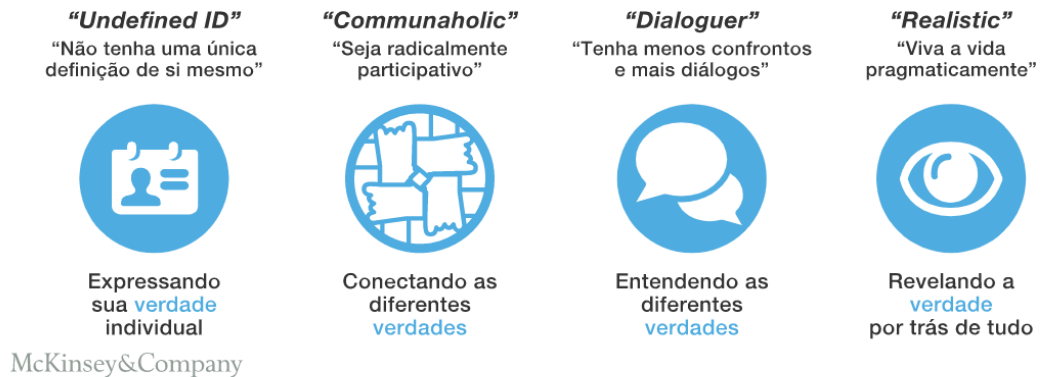 “Undefined ID”
“Não tenha uma única
definição de si mesmo”
Expressando
sua verdade
individual
“Communaholic”
“Seja radicalmente
participativo”
Conectando as
diferentes
verdades
“Dialoguer”
“Tenha menos confrontos
e mais diálogos”
Entendendo as
diferentes
verdades
“Realistic”
“Viva a vida
pragmaticamente”
Revelando a
verdade
por trás de tudo
McKinsey&Company